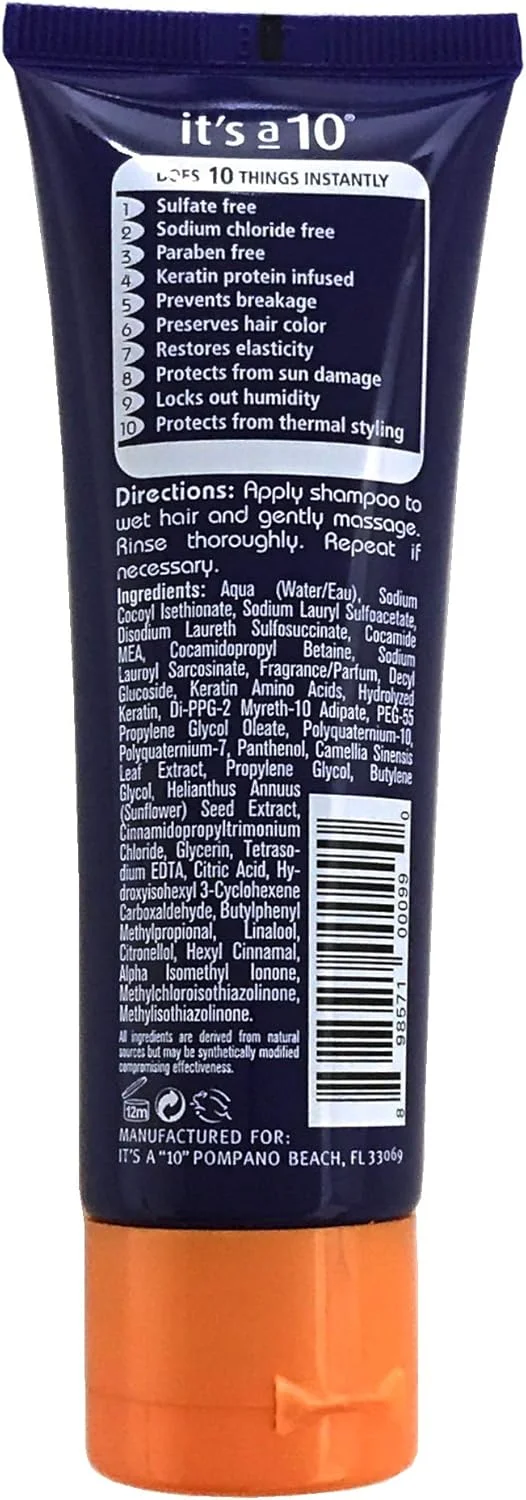 it's a 10®
DOES 10 THINGS INSTANTLY
1 Sulfate free
2 Sodium chloride free
3 Paraben free
4 Keratin protein infused
5 Prevents breakage
6 Preserves hair color
7 Restores elasticity
8 Protects from sun damage
9 Locks out humidity
10 Protects from thermal styling
Directions: Apply shampoo to
wet hair and gently massage.
Rinse thoroughly. Repeat if
necessary.
Ingredients: Aqua (Water/Eau), Sodium
Cocoyl Isethionate, Sodium Lauryl Sulfoacetate,
Disodium Laureth Sulfosuccinate, Cocamide
MEA, Cocamidopropyl Betaine, Sodium
Lauroyl Sarcosinate, Fragrance/Parfum, Decyl
Glucoside, Keratin Amino Acids, Hydrolyzed
Keratin, Di-PPG-2 Myreth-10 Adipate, PEG-55
Propylene Glycol Oleate, Polyquaternium-10,
Polyquaternium-7, Panthenol, Camellia Sinensis
Leaf Extract, Propylene Glycol, Butylene
Glycol, Helianthus Annuus
(Sunflower) Seed Extract,
Cinnamidopropyltrimonium
Chloride, Glycerin, Tetraso-
dium EDTA, Citric Acid, Hy-
droxyisohexyl 3-Cyclohexene
Carboxaldehyde, Butylphenyl
Methylpropional, Linalool,
Citronellol, Hexyl Cinnamal,
Alpha Isomethyl Ionone,
Methylchloroisothiazolinone,
Methylisothiazolinone.
All ingredients are derived from natural
sources but may be synthetically modified
compromising effectiveness.
8 98571 00099 0
12m
MANUFACTURED FOR:
IT'S A "10" POMPANO BEACH, FL 33069